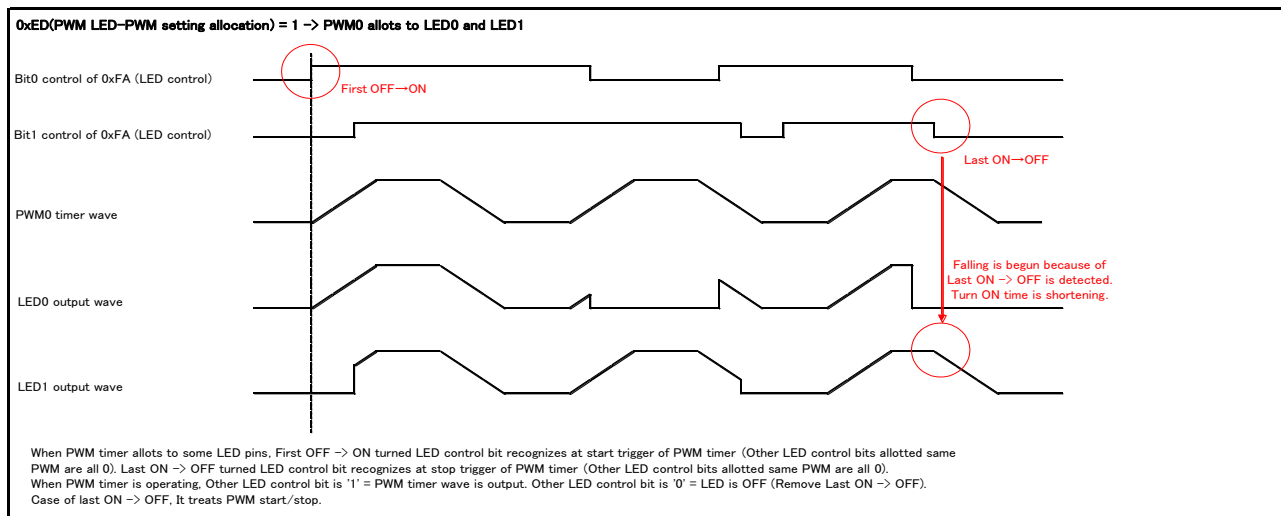 0xED(PWM LED-PWM setting allocation) = 1 -> PWM0 allots to LED0 and LED1
Bit0 control of 0xFA (LED control)
First OFF→ON
Bit1 control of 0xFA (LED control)
Last ON→OFF
PWM0 timer wave
Falling is begun because of
Last ON -> OFF is detected.
Turn ON time is shortening.
LED0 output wave
LED1 output wave
When PWM timer allots to some LED pins, First OFF -> ON turned LED control bit recognizes at start trigger of PWM timer (Other LED control bits allotted same
PWM are all 0). Last ON -> OFF turned LED control bit recognizes at stop trigger of PWM timer (Other LED control bits allotted same PWM are all 0).
When PWM timer is operating, Other LED control bit is '1' = PWM timer wave is output. Other LED control bit is '0' = LED is OFF (Remove Last ON -> OFF).
Case of last ON -> OFF, It treats PWM start/stop.